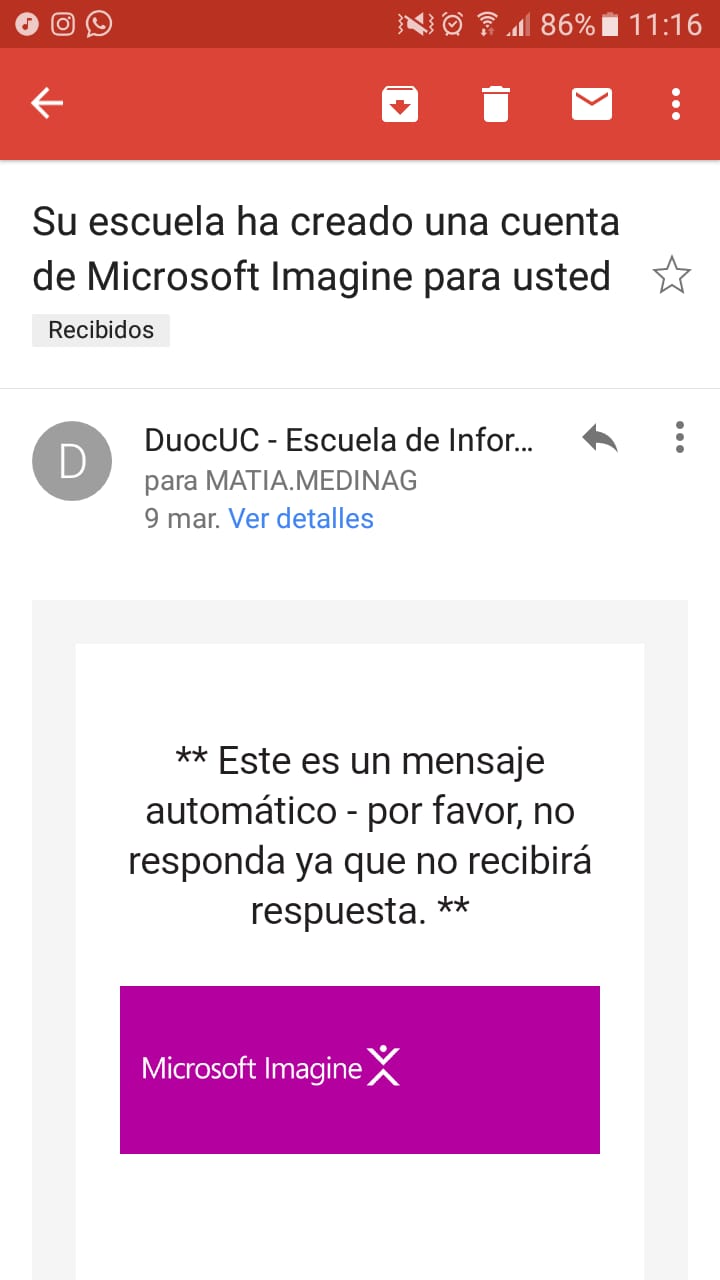 86% 11:16
Su escuela ha creado una cuenta
de Microsoft Imagine para usted
Recibidos
D
DuocUC - Escuela de Infor...
para MATIA.MEDINAG
9 mar. Ver detalles
** Este es un mensaje
automático - por favor, no
responda ya que no recibirá
respuesta. **
Microsoft Imagine